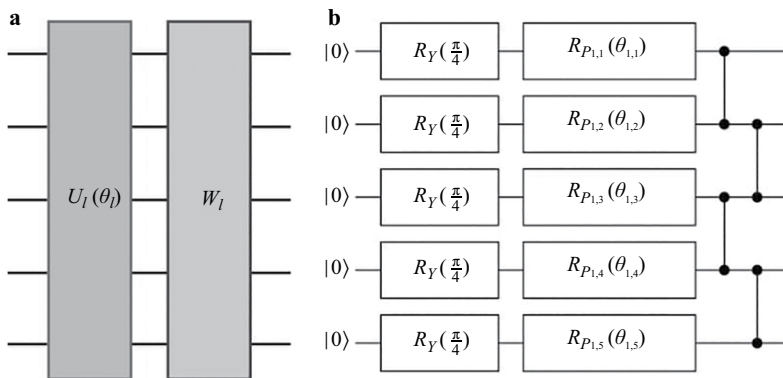 a
U_l(θ_l)
W_l
b
|0⟩ R_Y(π/4) R_{P_{1,1}}(θ_{1,1})
|0⟩ R_Y(π/4) R_{P_{1,2}}(θ_{1,2})
|0⟩ R_Y(π/4) R_{P_{1,3}}(θ_{1,3})
|0⟩ R_Y(π/4) R_{P_{1,4}}(θ_{1,4})
|0⟩ R_Y(π/4) R_{P_{1,5}}(θ_{1,5})